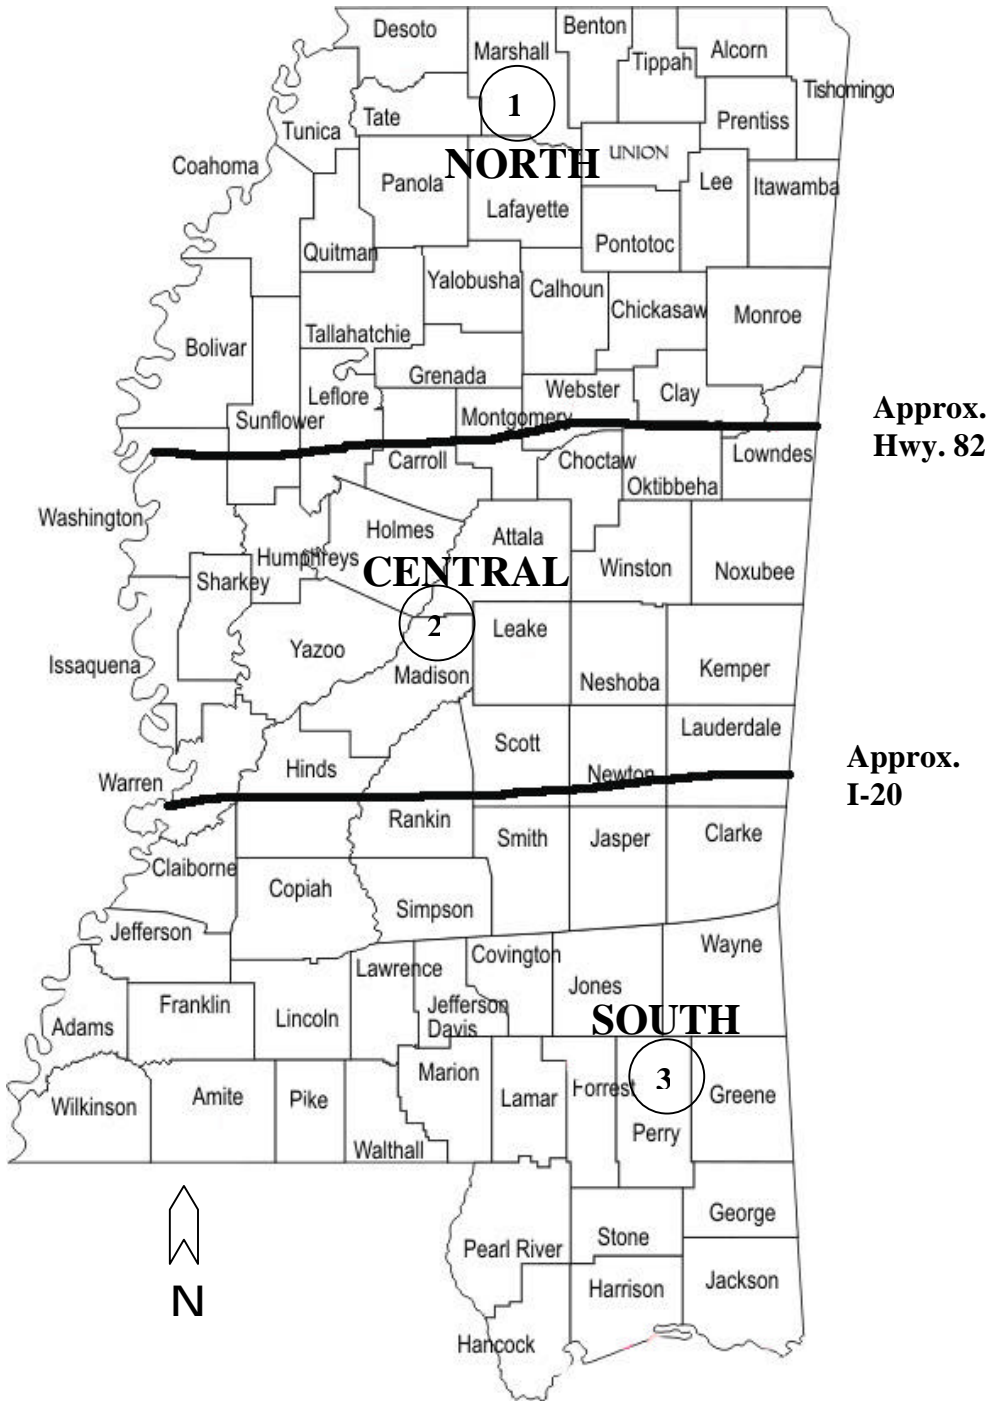 Desoto
Marshall
Benton
Tippah
Alcorn
Tishomingo
Tunica
Tate
1
Prentiss
Coahoma
NORTH
UNION
Panola
Lafayette
Lee
Itawamba
Quitman
Pontotoc
Yalobusha
Calhoun
Chickasaw
Monroe
Tallahatchie
Bolivar
Grenada
Leflore
Webster
Clay
Sunflower
Montgomery
Approx.
Hwy. 82
Carroll
Choctaw
Lowndes
Oktibbeha
Washington
Holmes
Attala
Humphreys
Winston
Noxubee
Sharkey
CENTRAL
2
Leake
Yazoo
Issaquena
Madison
Neshoba
Kemper
Scott
Lauderdale
Warren
Hinds
Newton
Approx.
I-20
Rankin
Smith
Jasper
Clarke
Claiborne
Copiah
Simpson
Jefferson
Lawrence
Covington
Wayne
Jones
Franklin
Lincoln
Jefferson
Davis
Adams
SOUTH
3
Marion
Forrest
Greene
Wilkinson
Amite
Pike
Lamar
Perry
Walthall
George
Pearl River
Stone
Harrison
Jackson
N
Hancock